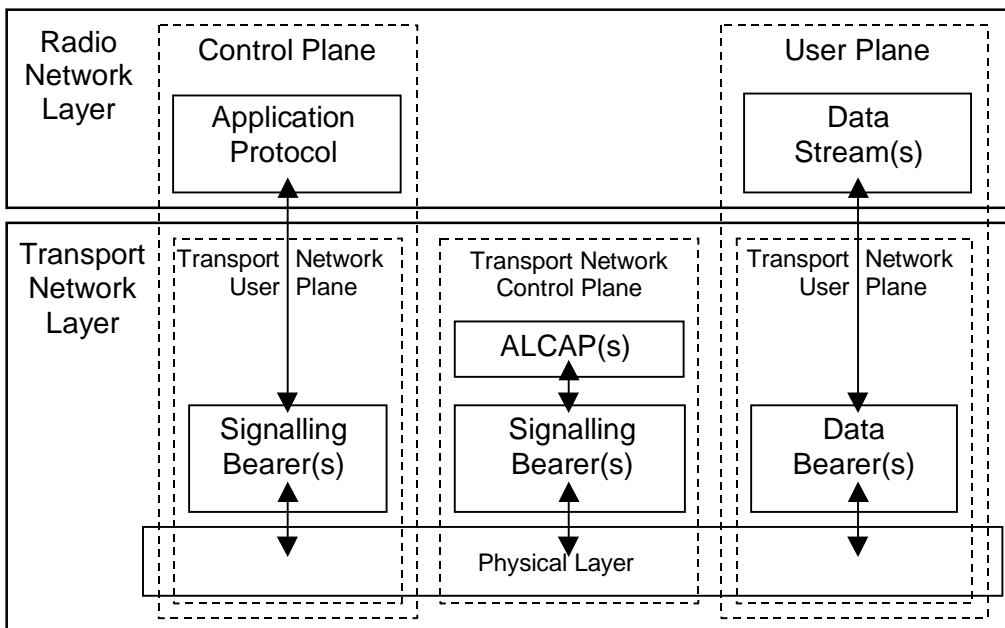 Radio
Network
Layer
Control Plane
User Plane
Application
Protocol
Data
Stream(s)
Transport
Network
Layer
Transport Network
User Plane
Transport Network
Control Plane
Transport Network
User Plane
ALCAP(s)
Signalling
Bearer(s)
Signalling
Bearer(s)
Data
Bearer(s)
Physical Layer